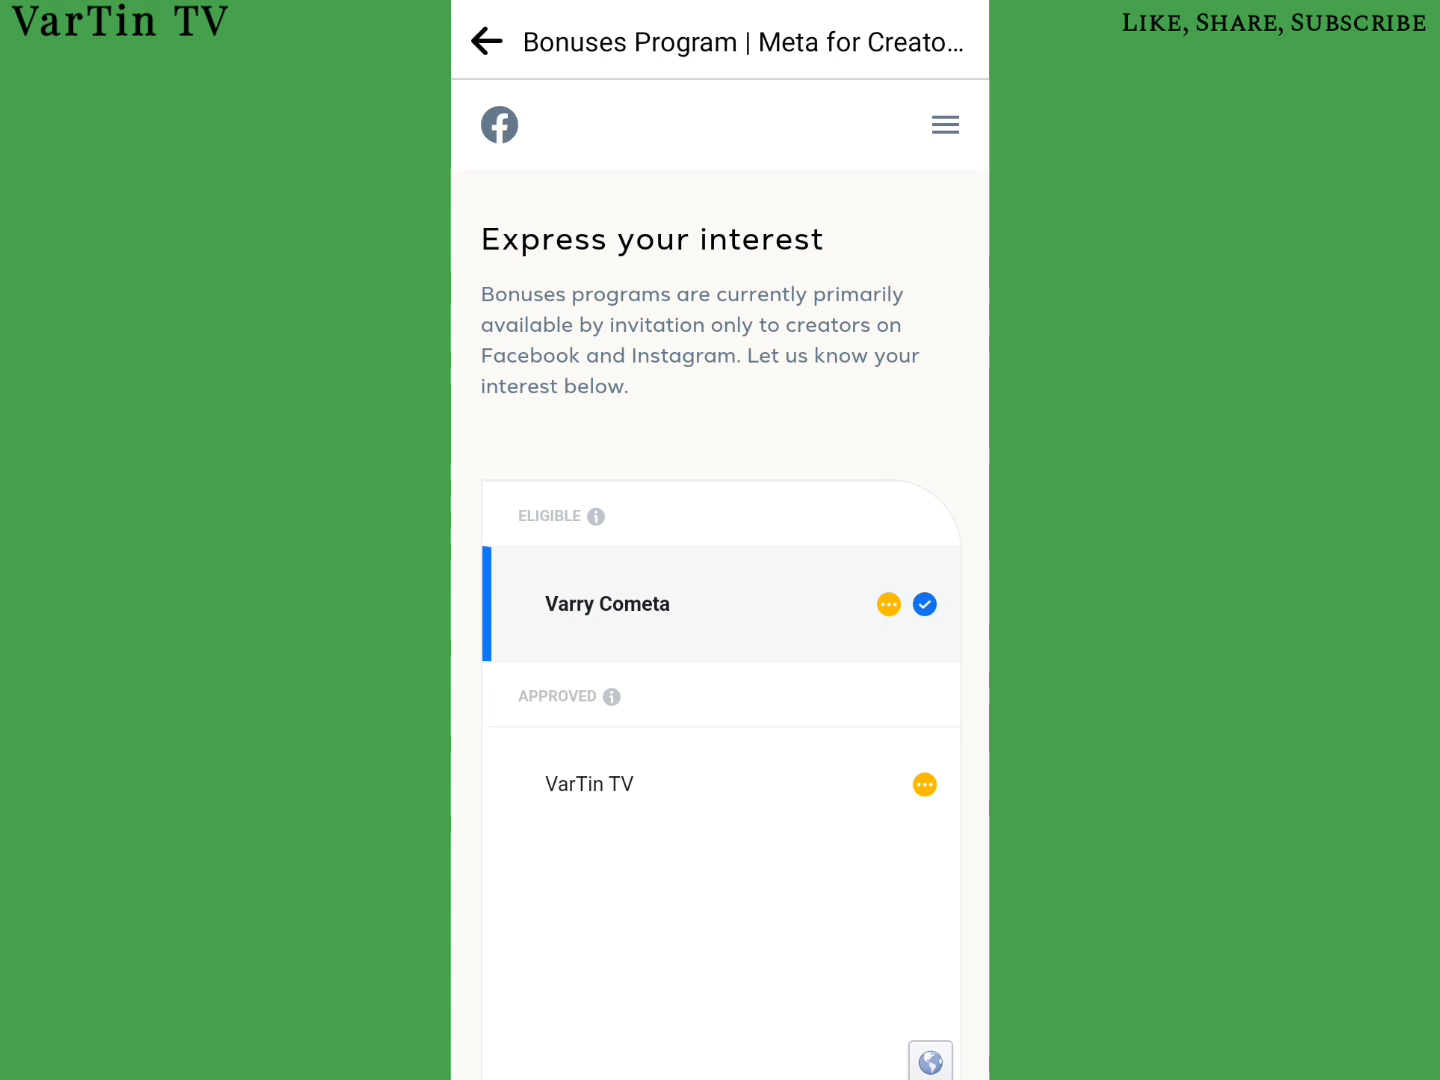 VarTin TV
LIKE, SHARE, SUBSCRIBE
Bonuses Program | Meta for Creato...
Express your interest
Bonuses programs are currently primarily
available by invitation only to creators on
Facebook and Instagram. Let us know your
interest below.
ELIGIBLE
Varry Cometa
APPROVED
VarTin TV